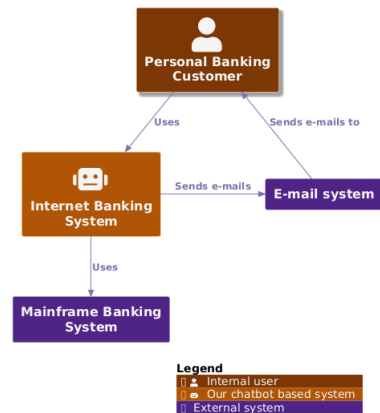 Personal Banking
Customer
Uses
Sends e-mails to
Internet Banking
System
Sends e-mails
E-mail system
Uses
Mainframe Banking
System
Legend
Internal user
Our chatbot based system
External system